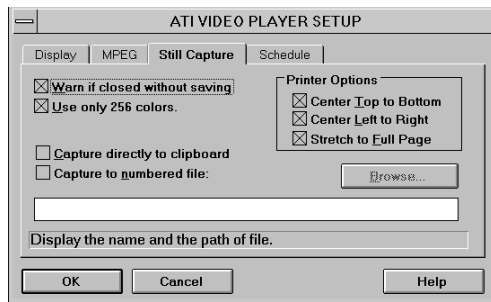 ATI VIDEO PLAYER SETUP
Display MPEG Still Capture Schedule
Warn if closed without saving
Use only 256 colors.
Capture directly to clipboard
Capture to numbered file:
Printer Options
Center Top to Bottom
Center Left to Right
Stretch to Full Page
Browse...
Display the name and the path of file.
OK Cancel Help